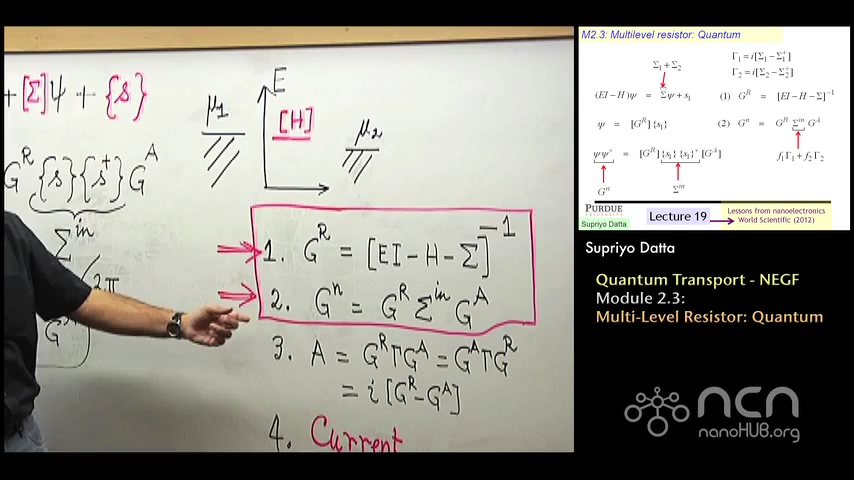 +[Σ]ψ + {s}
G^R {s}{s^+} G^A
Σ^in
2π
μ1
E
[H]
μ2
1. G^R = [EI - H - Σ]^-1
2. G^n = G^R Σ^in G^A
3. A = G^R Γ G^A = G^A Γ G^R
= i [G^R - G^A]
4. Current
M2.3: Multilevel resistor: Quantum
Σ1 + Σ2
Γ1 = i[Σ1 − Σ1^+]
Γ2 = i[Σ2 − Σ2^+]
(EI − H)ψ = Σψ + s1
(1) G^R = [EI − H − Σ]^−1
ψ = [G^R]{s1}
(2) G^n = G^R Σ^in G^A
ψψ^+ = [G^R]{s1}{s1}^+[G^A]
f1Γ1 + f2Γ2
G^n
Σ^in
PURDUE
UNIVERSITY
Supriyo Datta
Lecture 19
Lessons from nanoelectronics
World Scientific (2012)
Supriyo Datta
Quantum Transport - NEGF
Module 2.3:
Multi-Level Resistor: Quantum
ncn
nanoHUB.org